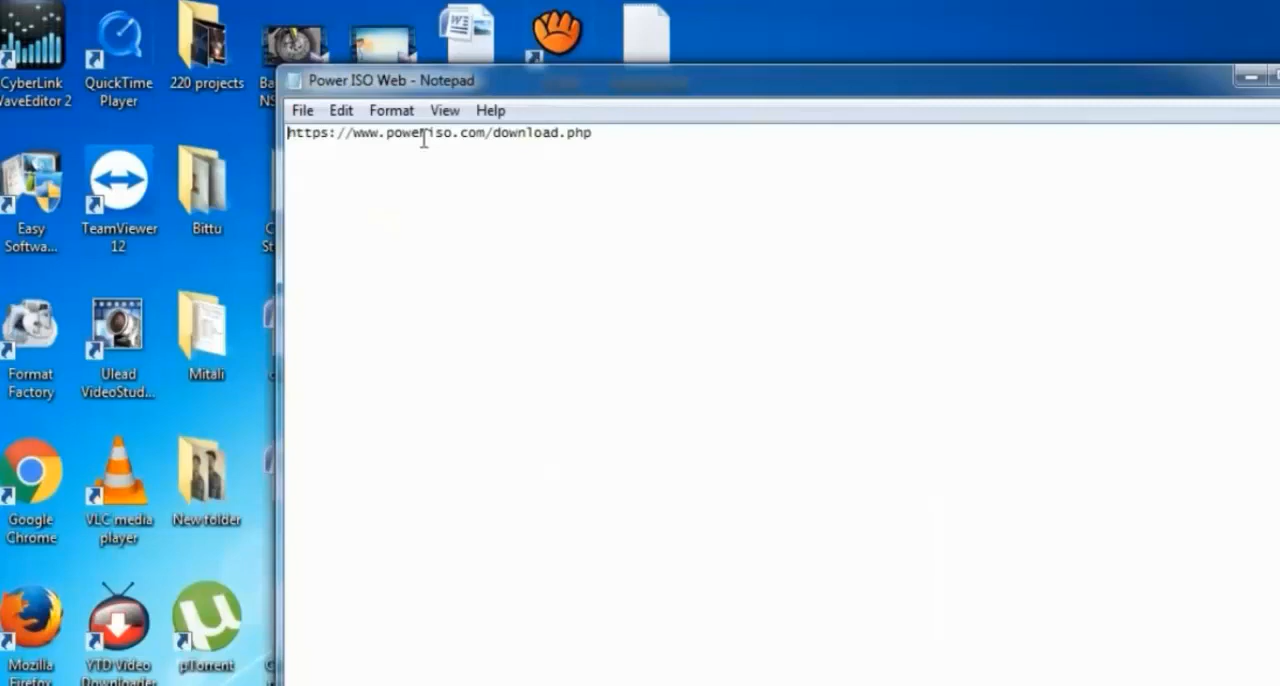 CyberLink
WaveEditor 2
QuickTime
Player
220 projects
Power ISO Web - Notepad
File Edit Format View Help
https://www.poweriso.com/download.php
Easy
Softwa...
TeamViewer
12
Bittu
Format
Factory
Ulead
VideoStud...
Mitali
Google
Chrome
VLC media
player
New folder
Mozilla
Firefox
YTD Video
Downloader
µTorrent